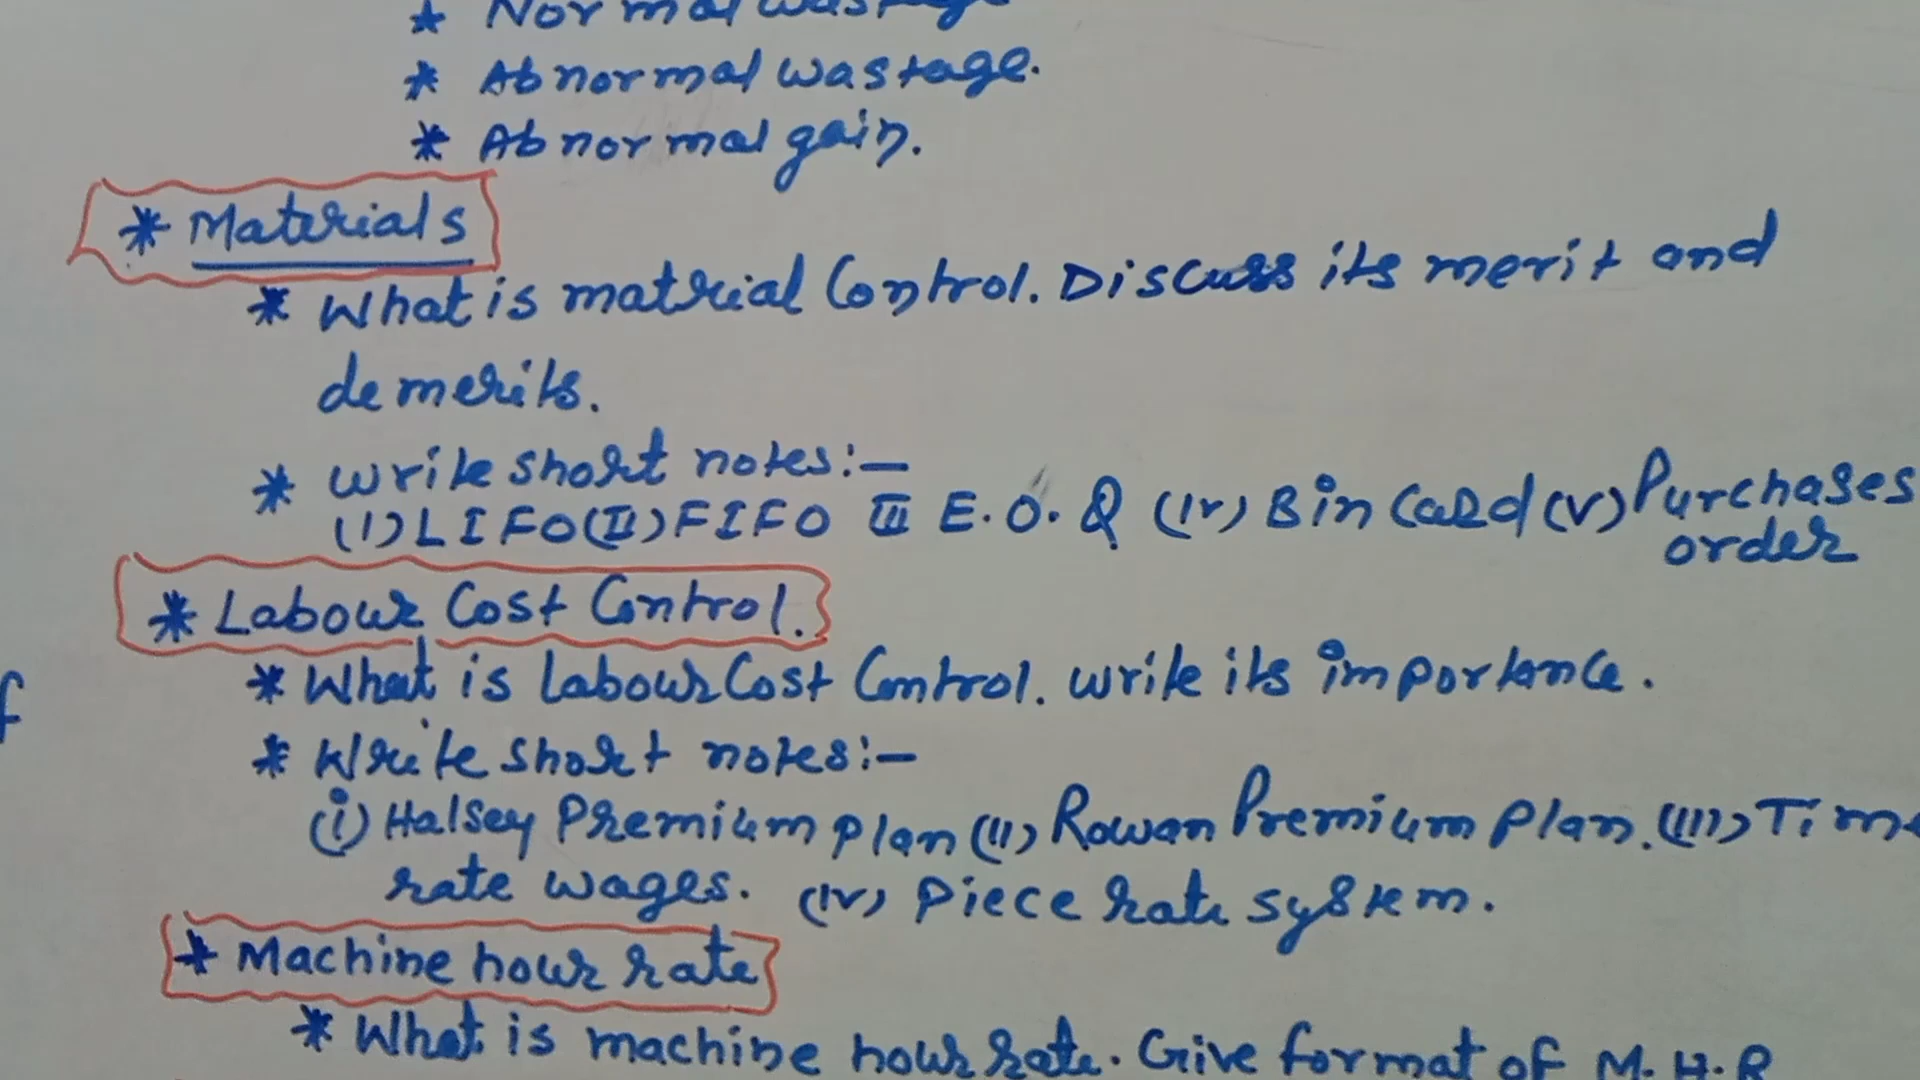 * Normal wastage
* Abnormal wastage.
* Abnormal gain.
* Materials
* What is matrial Control. Discuss its merit and
demerits.
* write short notes:-
(I) LIFO (II) FIFO III E.O.Q (IV) Bin Card (V) Purchases
order
* Labour Cost Control.
* What is Labour Cost Control. write its importance.
* Write short notes:-
(i) Halsey Premium plan (II) Rowan Premium Plan. (III) Time
rate wages. (IV) Piece rate system.
* Machine hour rate
* What is machine hour rate. Give format of M.H.R